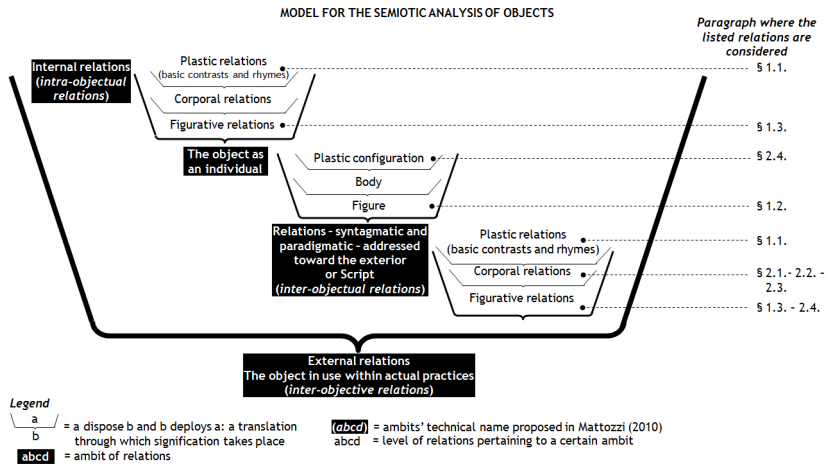 MODEL FOR THE SEMIOTIC ANALYSIS OF OBJECTS
Paragraph where the
listed relations are
considered
Internal relations
(intra-objectual
relations)
Plastic relations
(basic contrasts and rhymes)
§ 1.1.
Corporal relations
Figurative relations
§ 1.3.
The object as
an individual
Plastic configuration
§ 2.4.
Body
Figure
§ 1.2.
Relations - syntagmatic and
paradigmatic - addressed
toward the exterior
or Script
(inter-objectual relations)
Plastic relations
(basic contrasts and rhymes)
§ 1.1.
Corporal relations
§ 2.1.- 2.2. -
2.3.
Figurative relations
§ 1.3. - 2.4.
External relations
The object in use within actual practices
(inter-objective relations)
Legend
a
b
= a dispose b and b deploys a: a translation
through which signification takes place
abcd = ambit of relations
(abcd) = ambits' technical name proposed in Mattozzi (2010)
abcd = level of relations pertaining to a certain ambit